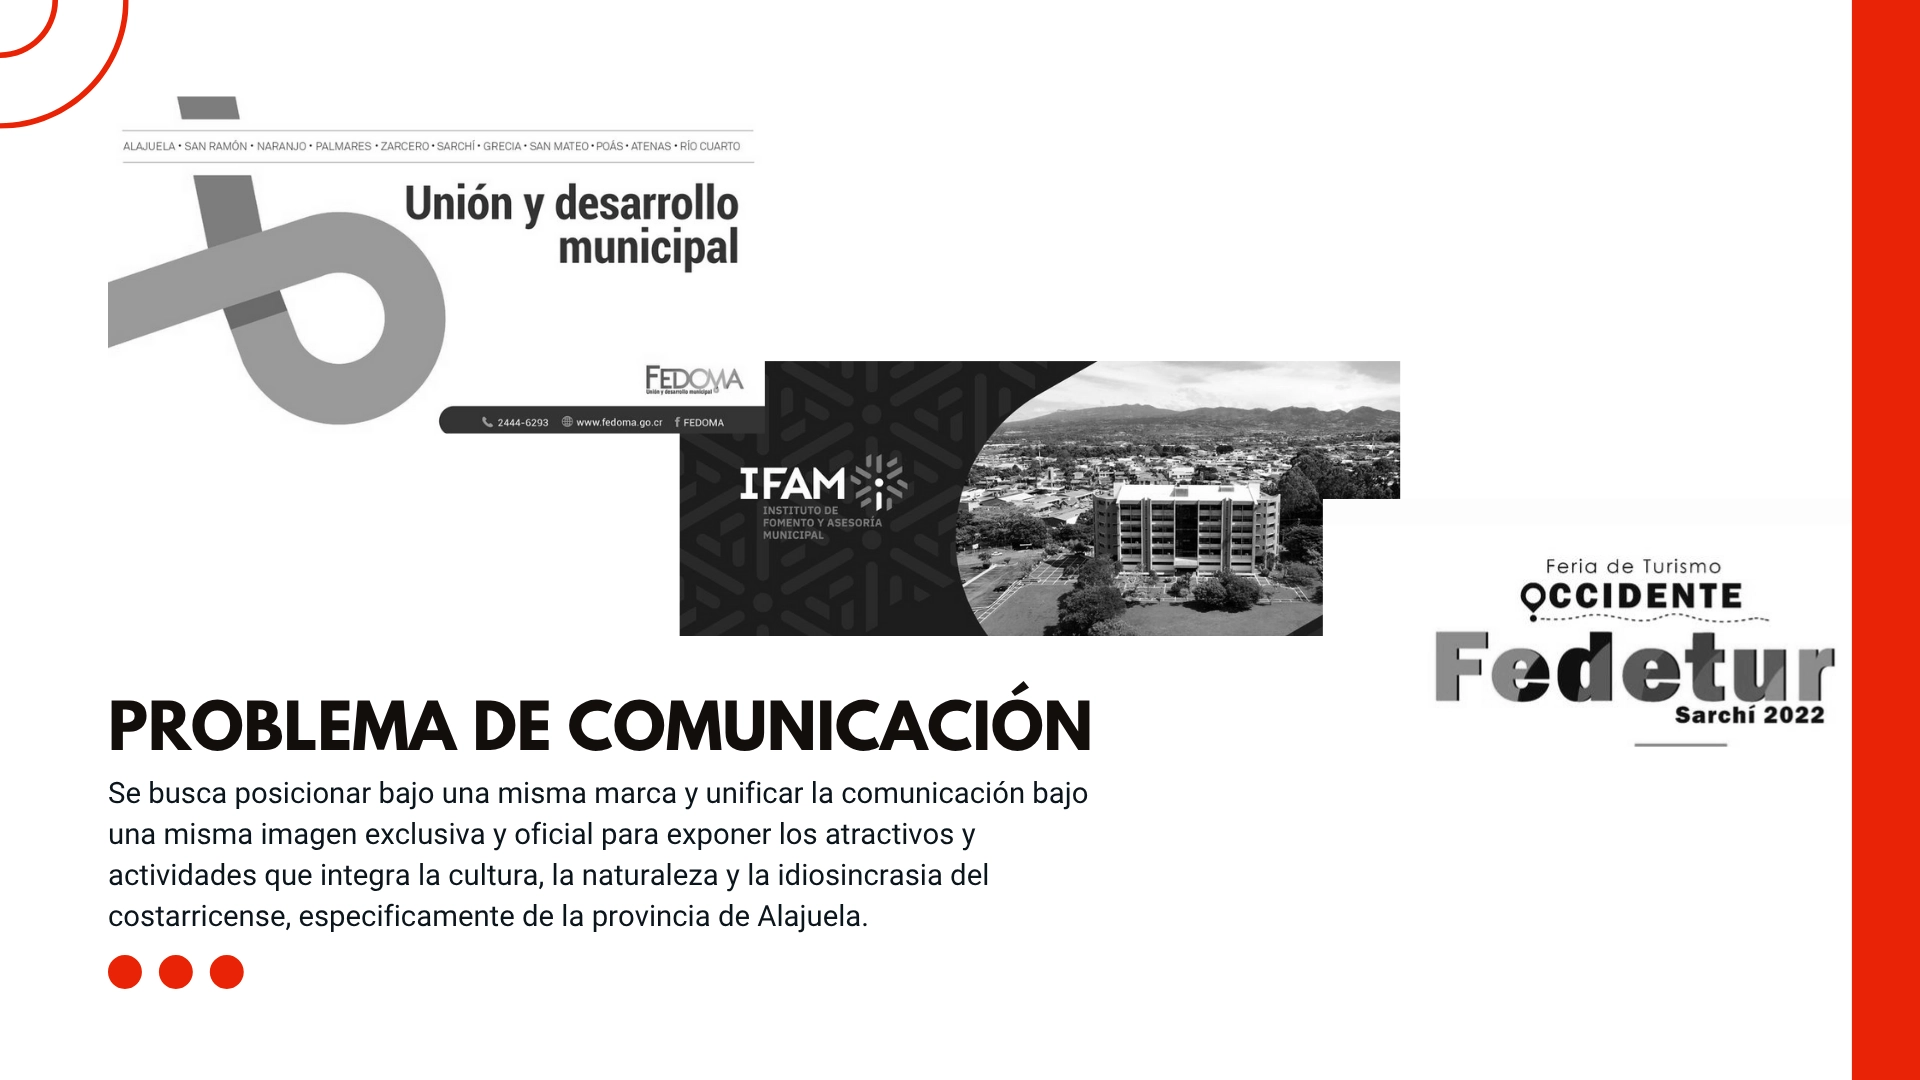 ALAJUELA • SAN RAMÓN • NARANJO • PALMARES • ZARCERO • SARCHÍ • GRECIA • SAN MATEO • POÁS • ATENAS • RÍO CUARTO
Unión y desarrollo
municipal
FEDOMA
Unión y desarrollo municipal
2444-6293 www.fedoma.go.cr f FEDOMA
IFAM
INSTITUTO DE
FOMENTO Y ASESORÍA
MUNICIPAL
Feria de Turismo
OCCIDENTE
Fedetur
Sarchí 2022
PROBLEMA DE COMUNICACIÓN
Se busca posicionar bajo una misma marca y unificar la comunicación bajo
una misma imagen exclusiva y oficial para exponer los atractivos y
actividades que integra la cultura, la naturaleza y la idiosincrasia del
costarricense, especificamente de la provincia de Alajuela.